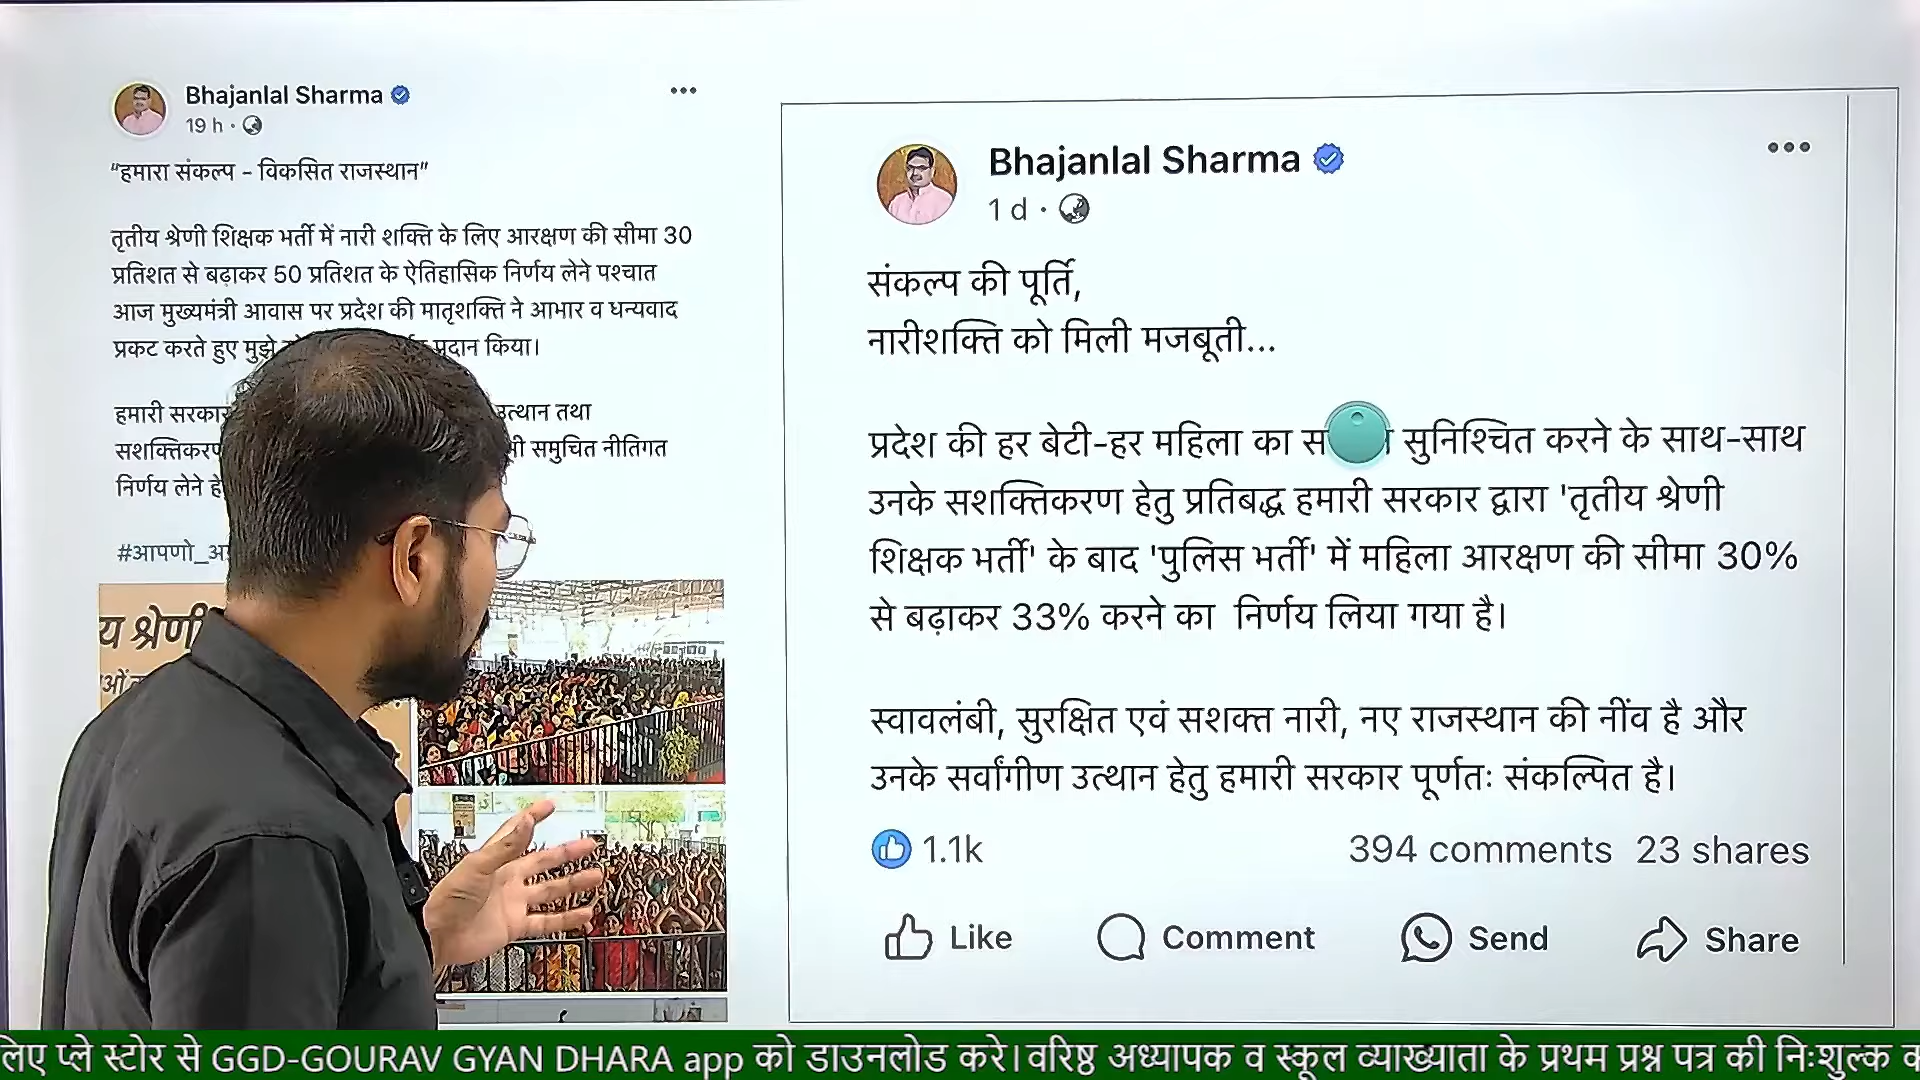 Bhajanlal Sharma
19 h
“हमारा संकल्प - विकसित राजस्थान”
तृतीय श्रेणी शिक्षक भर्ती में नारी शक्ति के लिए आरक्षण की सीमा 30
प्रतिशत से बढ़ाकर 50 प्रतिशत के ऐतिहासिक निर्णय लेने पश्चात
आज मुख्यमंत्री आवास पर प्रदेश की मातृशक्ति ने आभार व धन्यवाद
प्रकट करते हुए मुझे प्रदान किया।
हमारी सरकार उत्थान तथा
समुचित नीतिगत
निर्णय लेने
य श्रेणी
Bhajanlal Sharma
1 d
संकल्प की पूर्ति,
नारीशक्ति को मिली मजबूती...
प्रदेश की हर बेटी-हर महिला का सुनिश्चित करने के साथ-साथ
उनके सशक्तिकरण हेतु प्रतिबद्ध हमारी सरकार द्वारा 'तृतीय श्रेणी
शिक्षक भर्ती' के बाद 'पुलिस भर्ती' में महिला आरक्षण की सीमा 30%
से बढ़ाकर 33% करने का निर्णय लिया गया है।
स्वावलंबी, सुरक्षित एवं सशक्त नारी, नए राजस्थान की नींव है और
उनके सर्वांगीण उत्थान हेतु हमारी सरकार पूर्णतः संकल्पित है।
1.1k 394 comments 23 shares
Like Comment Send Share
लिए प्ले स्टोर से GGD-GOURAV GYAN DHARA app को डाउनलोड करे। वरिष्ठ अध्यापक व स्कूल व्याख्याता के प्रथम प्रश्न पत्र की निःशुल्क